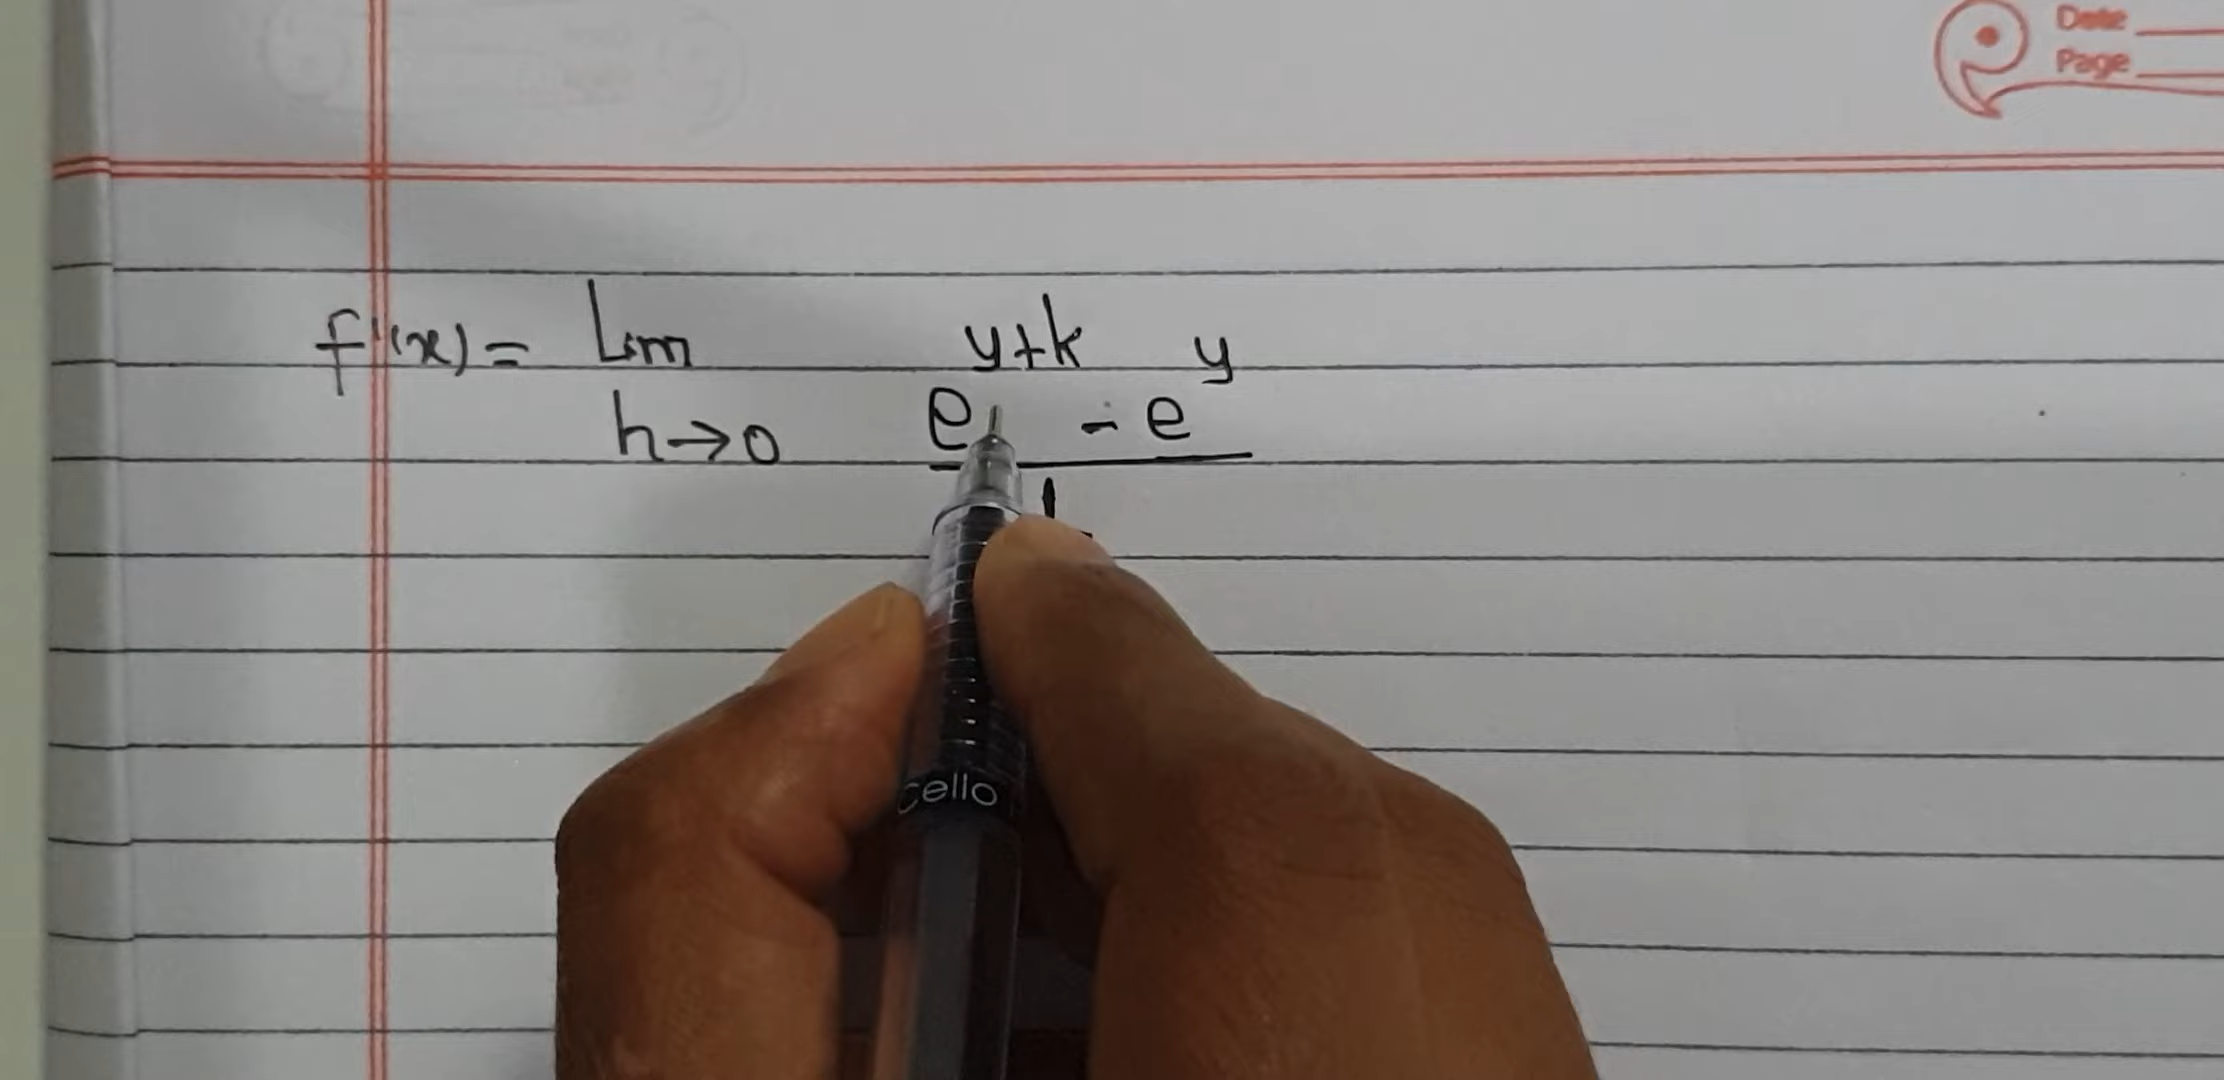 Date
Page
f'(x) = Lim
h→0
y+k y
e - e
cello